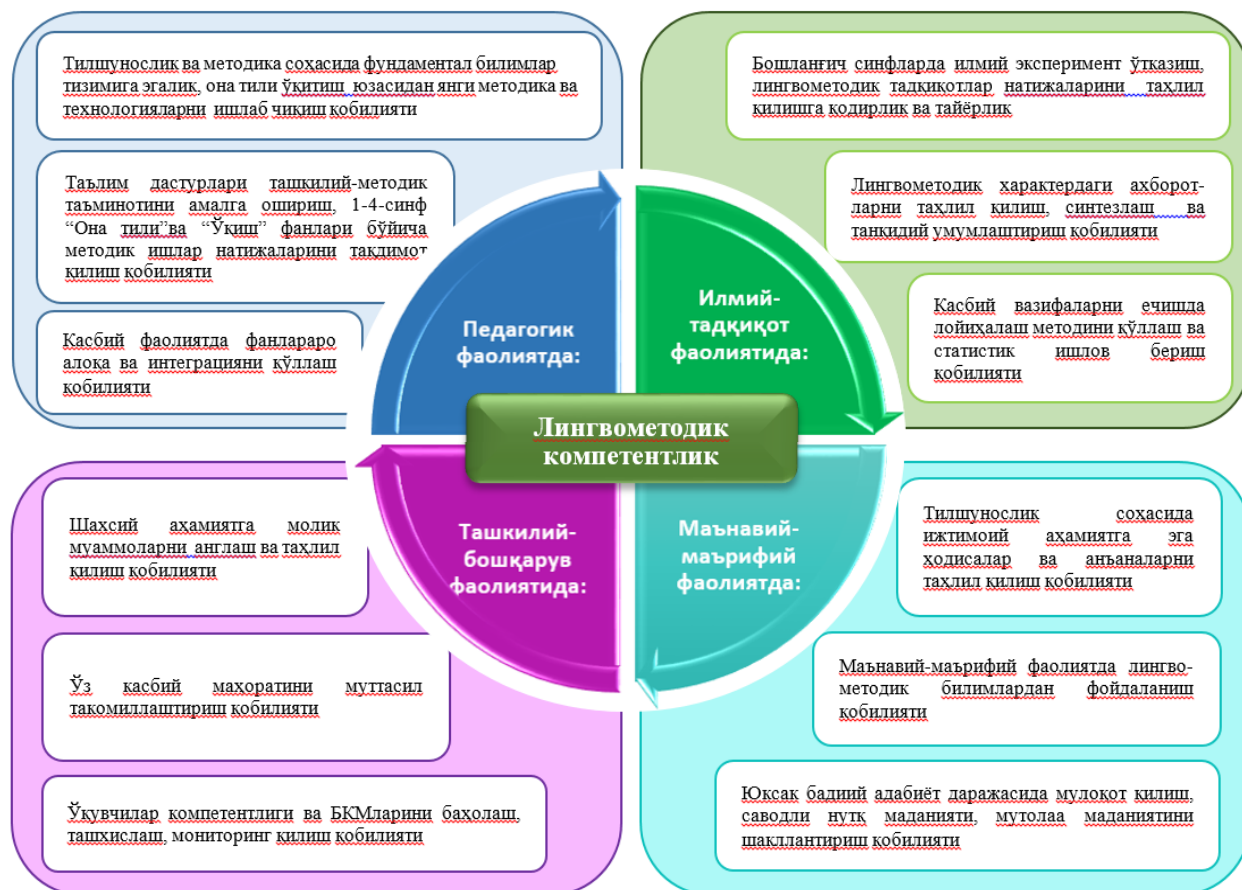 Тилшунослик ва методика соҳасида фундаментал билимлар
тизимига эгалик, она тили ўқитиш юзасидан янги методика ва
технологияларни ишлаб чиқиш қобилияти
Таълим дастурлари ташкилий-методик
таъминотини амалга ошириш, 1-4-синф
“Она тили”ва “Ўқиш” фанлари бўйича
методик ишлар натижаларини тақдимот
қилиш қобилияти
Касбий фаолиятда фанлараро
алоқа ва интеграцияни қўллаш
қобилияти
Бошланғич синфларда илмий эксперимент ўтказиш,
лингвометодик тадқиқотлар натижаларини таҳлил
қилишга қодирлик ва тайёрлик
Лингвометодик характердаги ахборот-
ларни таҳлил қилиш, синтезлаш ва
танқидий умумлаштириш қобилияти
Касбий вазифаларни ечишда
лойиҳалаш методини қўллаш ва
статистик ишлов бериш
қобилияти
Педагогик
фаолиятда:
Илмий-
тадқиқот
фаолиятида:
Лингвометодик
компетентлик
Ташкилий-
бошқарув
фаолиятида:
Маънавий-
маърифий
фаолиятда:
Шахсий аҳамиятга молик
муаммоларни англаш ва таҳлил
қилиш қобилияти
Ўз касбий маҳоратини муттасил
такомиллаштириш қобилияти
Ўқувчилар компетентлиги ва БКМларини баҳолаш,
ташхислаш, мониторинг қилиш қобилияти
Тилшунослик соҳасида
ижтимоий аҳамиятга эга
ҳодисалар ва анъаналарни
таҳлил қилиш қобилияти
Маънавий-маърифий фаолиятда лингво-
методик билимлардан фойдаланиш
қобилияти
Юксак бадиий адабиёт даражасида мулоқот қилиш,
саводли нутқ маданияти, мутолаа маданиятини
шакллантириш қобилияти